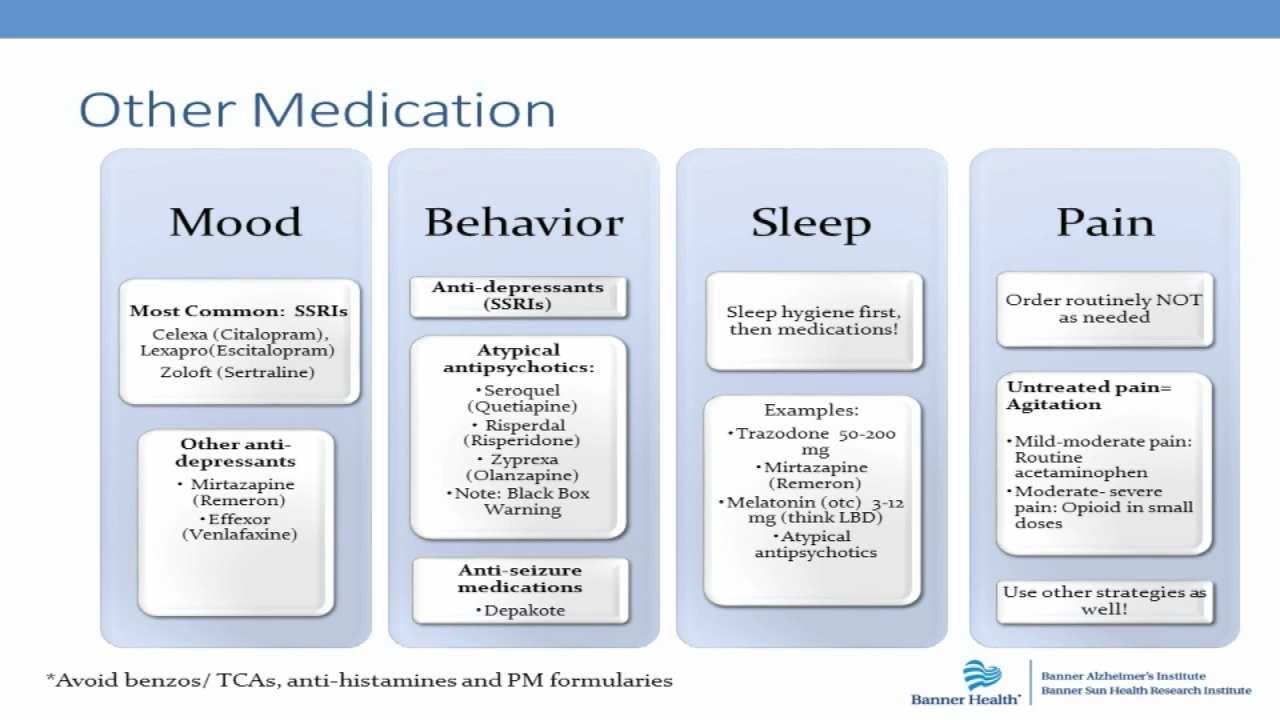 Other Medication
Mood
Most Common: SSRIs
Celexa (Citalopram),
Lexapro(Escitalopram)
Zoloft (Sertraline)
Other anti-
depressants
• Mirtazapine
(Remeron)
•Effexor
(Venlafaxine)
Behavior
Anti-depressants
(SSRIs)
Atypical
antipsychotics:
•Seroquel
(Quetiapine)
• Risperdal
(Risperidone)
• Zyprexa
(Olanzapine)
•Note: Black Box
Warning
Anti-seizure
medications
•Depakote
Sleep
Sleep hygiene first,
then medications!
Examples:
•Trazodone 50-200
mg
•Mirtazapine
(Remeron)
•Melatonin (otc) 3-12
mg (think LBD)
•Atypical
antipsychotics
Pain
Order routinely NOT
as needed
Untreated pain=
Agitation
•Mild-moderate pain:
Routine
acetaminophen
•Moderate- severe
pain: Opioid in small
doses
Use other strategies as
well!
*Avoid benzos/ TCAs, anti-histamines and PM formularies
Banner Health
Banner Alzheimer's Institute
Banner Sun Health Research Institute